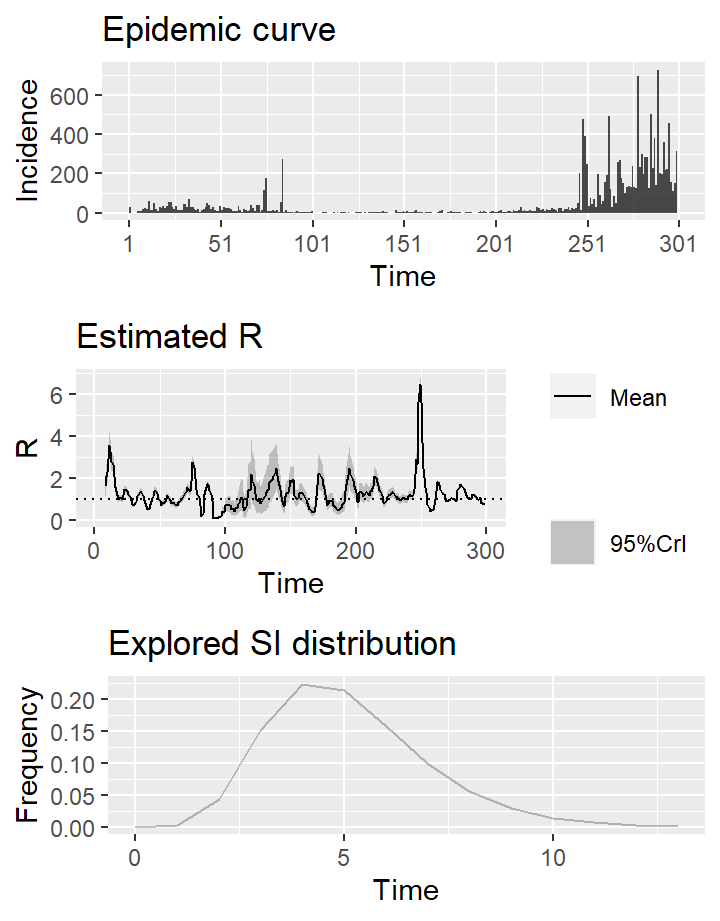 Epidemic curve
Incidence
600
400
200
0
1 51 101 151 201 251 301
Time
Estimated R
R
6
4
2
0
0 100 200 300
Time
Mean
95%CrI
Explored SI distribution
Frequency
0.20
0.15
0.10
0.05
0.00
0 5 10
Time